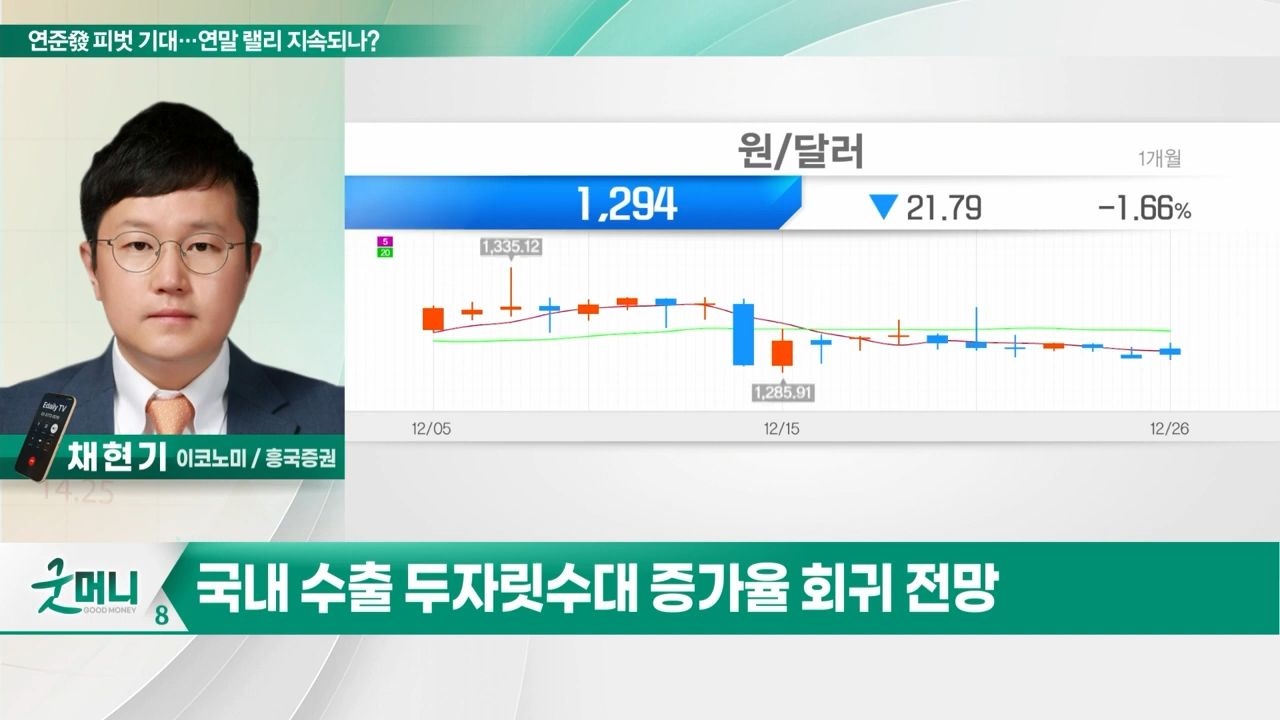 연준發 피벗 기대…연말 랠리 지속되나?
원/달러
1개월
1,294 ▼ 21.79 -1.66%
5
20
1,335.12
1,285.91
12/05 12/15 12/26
Edaily TV
채현기 이코노미 / 흥국증권
14.25
굿머니
GOOD MONEY
8
국내 수출 두자릿수대 증가율 회귀 전망